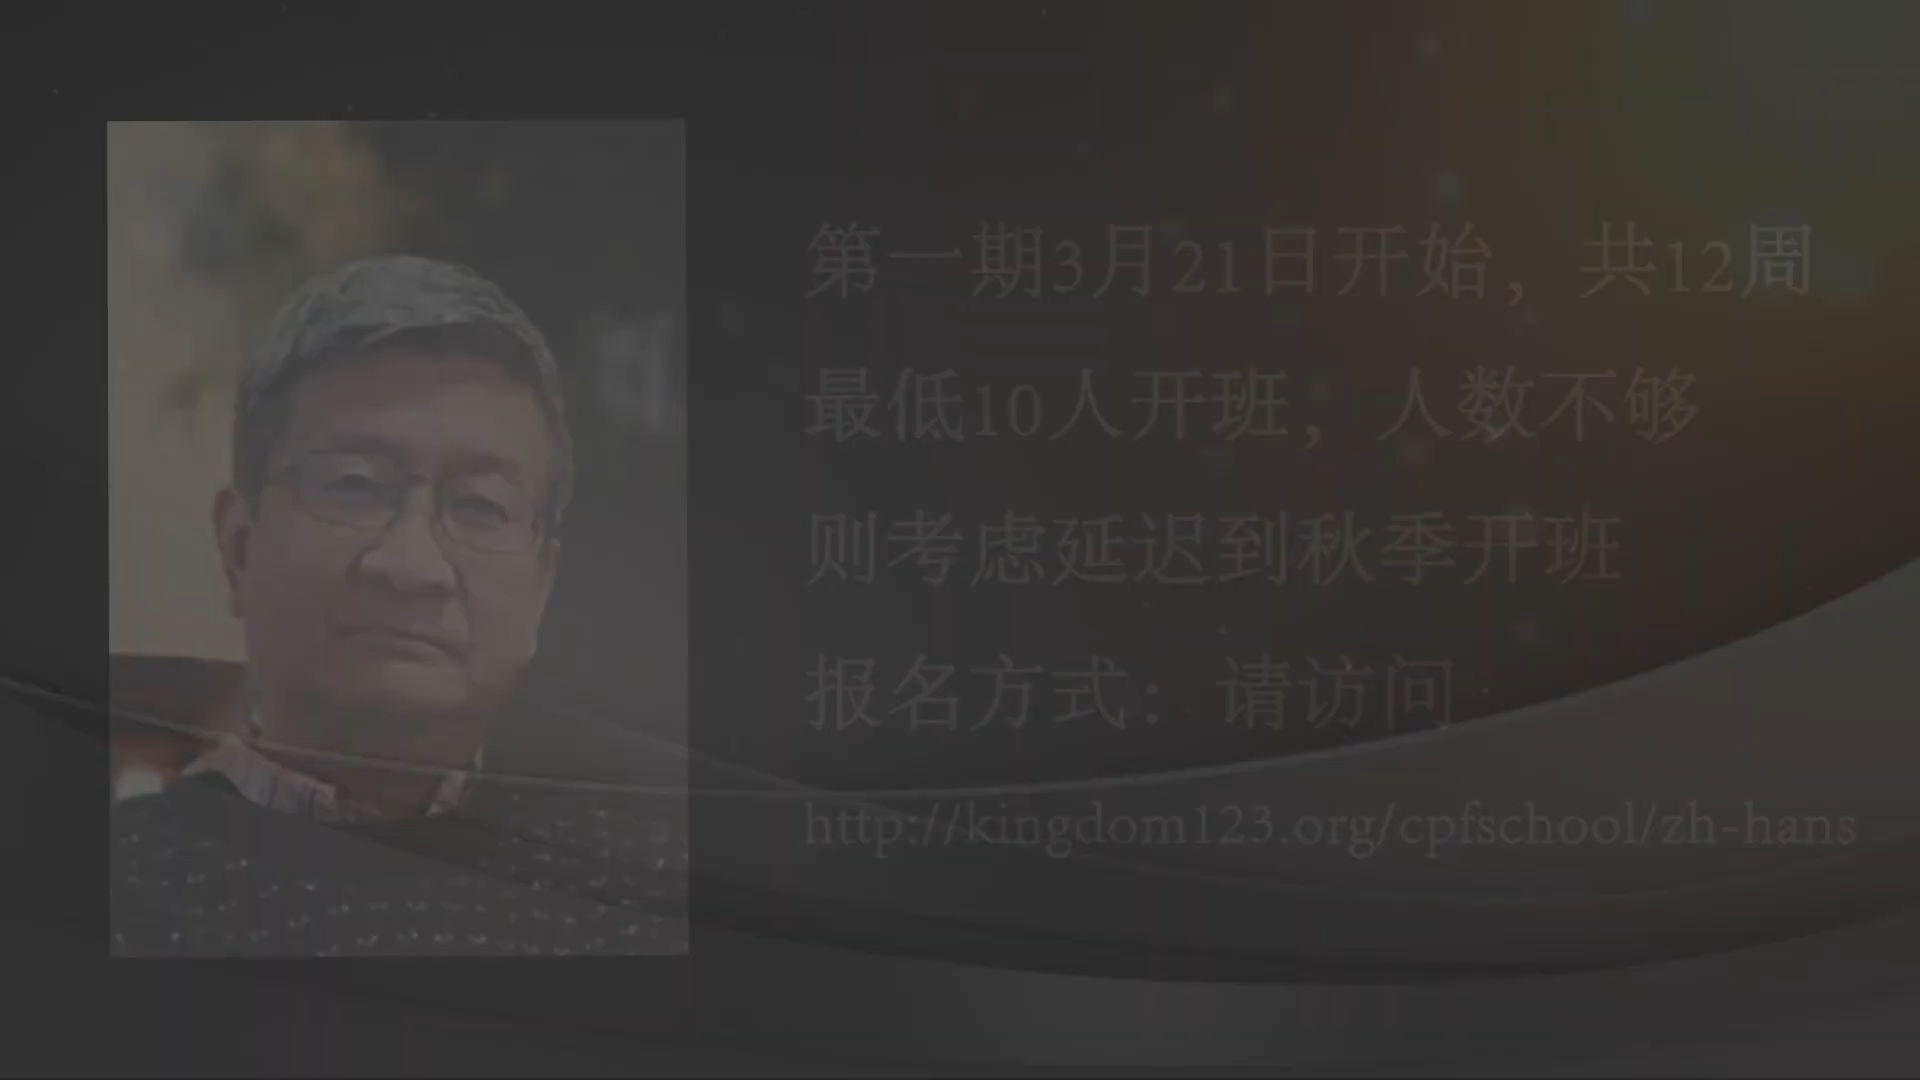 第一期3月21日开始，共12周
最低10人开班，人数不够
则考虑延迟到秋季开班
报名方式：请访问
http://kingdom123.org/cpfschool/zh-hans